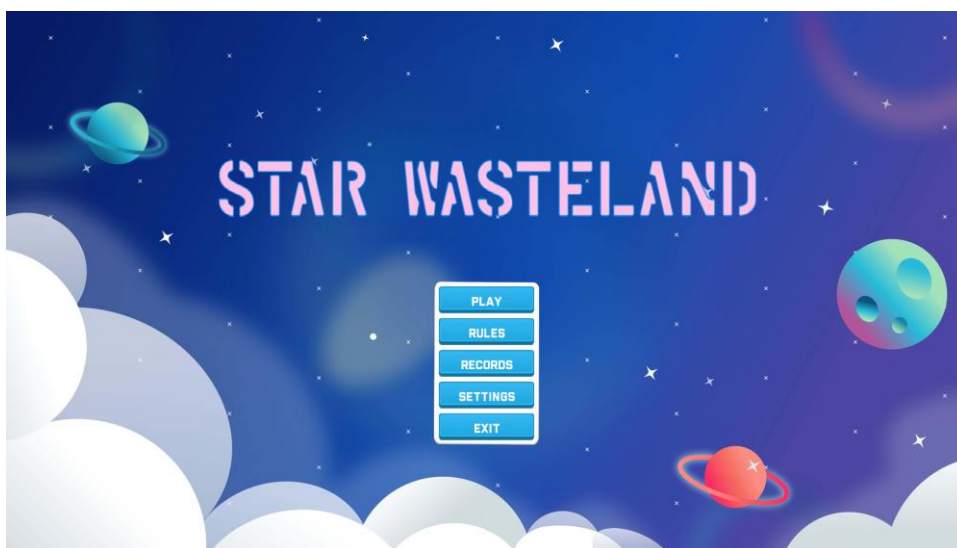 STAR WASTELAND
PLAY
RULES
RECORDS
SETTINGS
EXIT